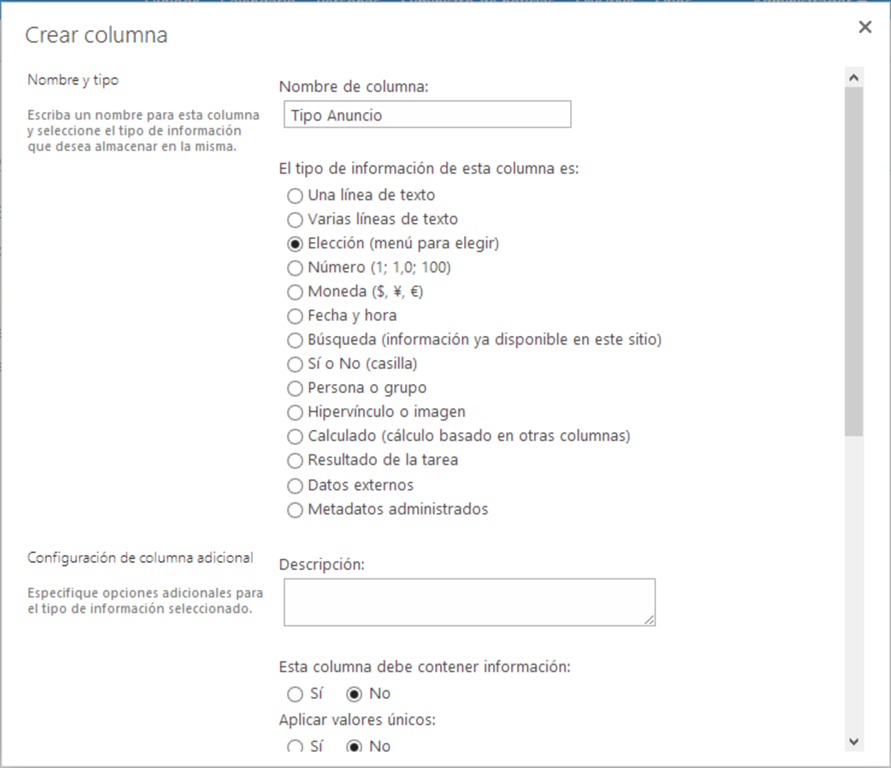 Crear columna
Nombre y tipo
Escriba un nombre para esta columna
y seleccione el tipo de información
que desea almacenar en la misma.
Nombre de columna:
Tipo Anuncio
El tipo de información de esta columna es:
Una línea de texto
Varias líneas de texto
Elección (menú para elegir)
Número (1; 1,0; 100)
Moneda ($, ¥, €)
Fecha y hora
Búsqueda (información ya disponible en este sitio)
Sí o No (casilla)
Persona o grupo
Hipervínculo o imagen
Calculado (cálculo basado en otras columnas)
Resultado de la tarea
Datos externos
Metadatos administrados
Configuración de columna adicional
Especifique opciones adicionales para
el tipo de información seleccionado.
Descripción:
Esta columna debe contener información:
Sí No
Aplicar valores únicos:
Sí No